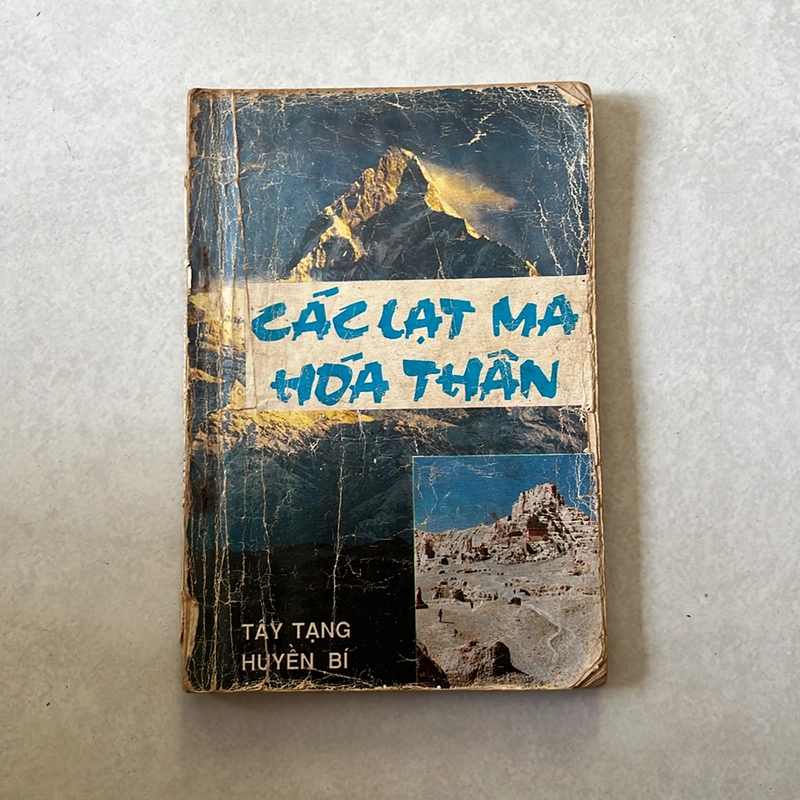 CÁC LẠT MA
HÓA THÂN
TÂY TẠNG
HUYỀN BÍ